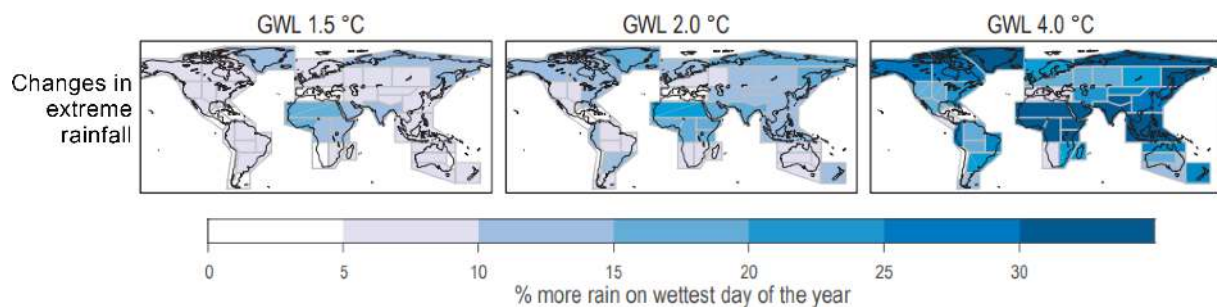 GWL 1.5 °C
GWL 2.0 °C
GWL 4.0 °C
Changes in
extreme
rainfall
0
5
10
15
20
25
30
% more rain on wettest day of the year